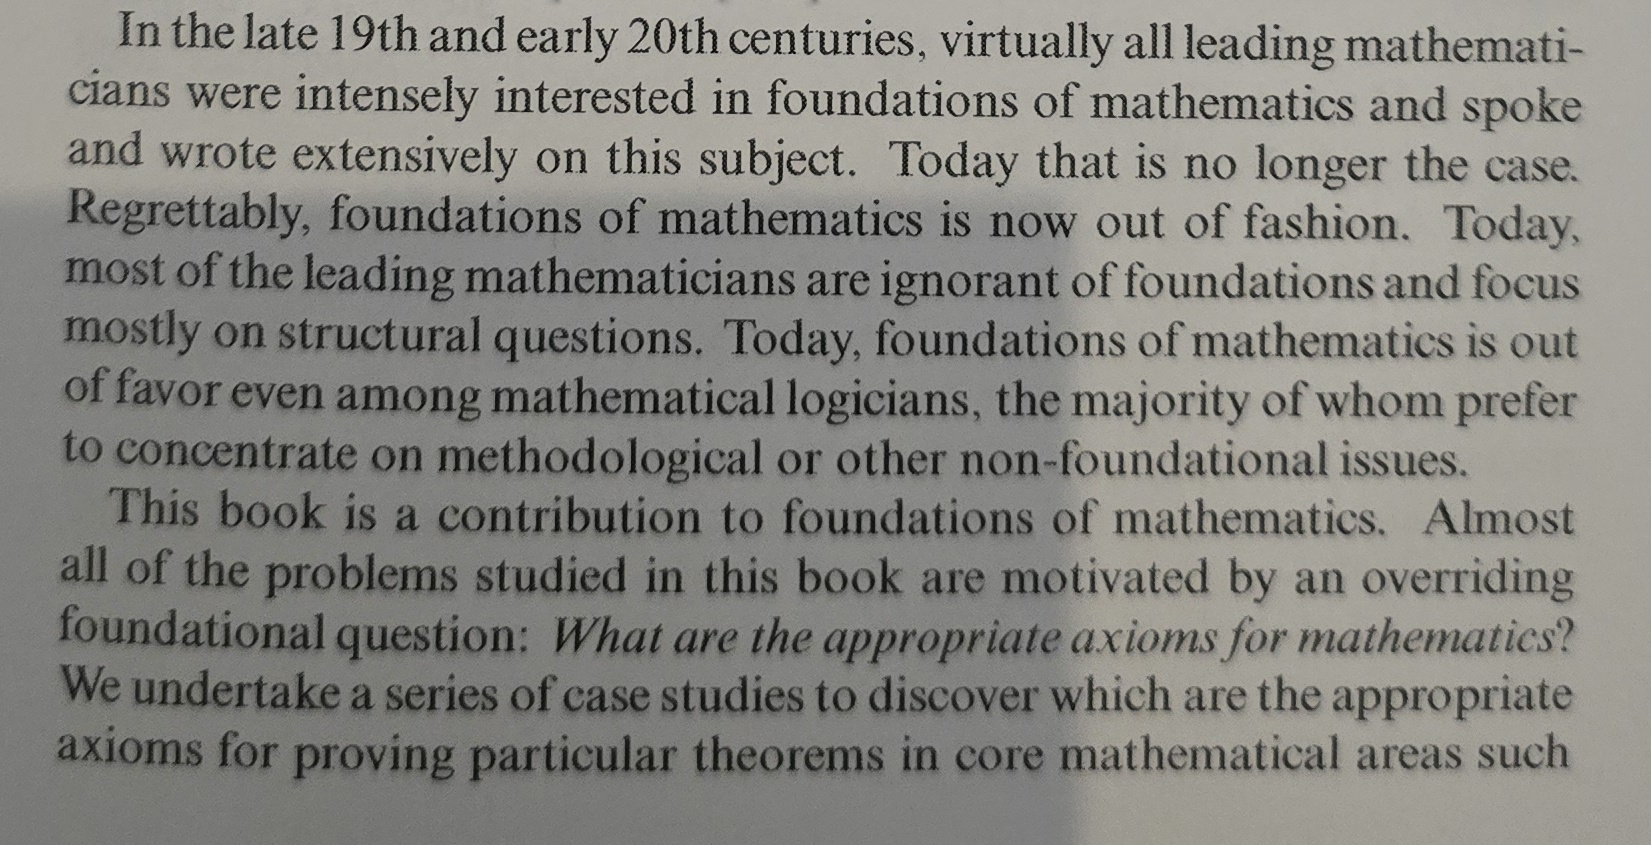 In the late 19th and early 20th centuries, virtually all leading mathemati-
cians were intensely interested in foundations of mathematics and spoke
and wrote extensively on this subject. Today that is no longer the case.
Regrettably, foundations of mathematics is now out of fashion. Today,
most of the leading mathematicians are ignorant of foundations and focus
mostly on structural questions. Today, foundations of mathematics is out
of favor even among mathematical logicians, the majority of whom prefer
to concentrate on methodological or other non-foundational issues.
This book is a contribution to foundations of mathematics. Almost
all of the problems studied in this book are motivated by an overriding
foundational question: What are the appropriate axioms for mathematics?
We undertake a series of case studies to discover which are the appropriate
axioms for proving particular theorems in core mathematical areas such